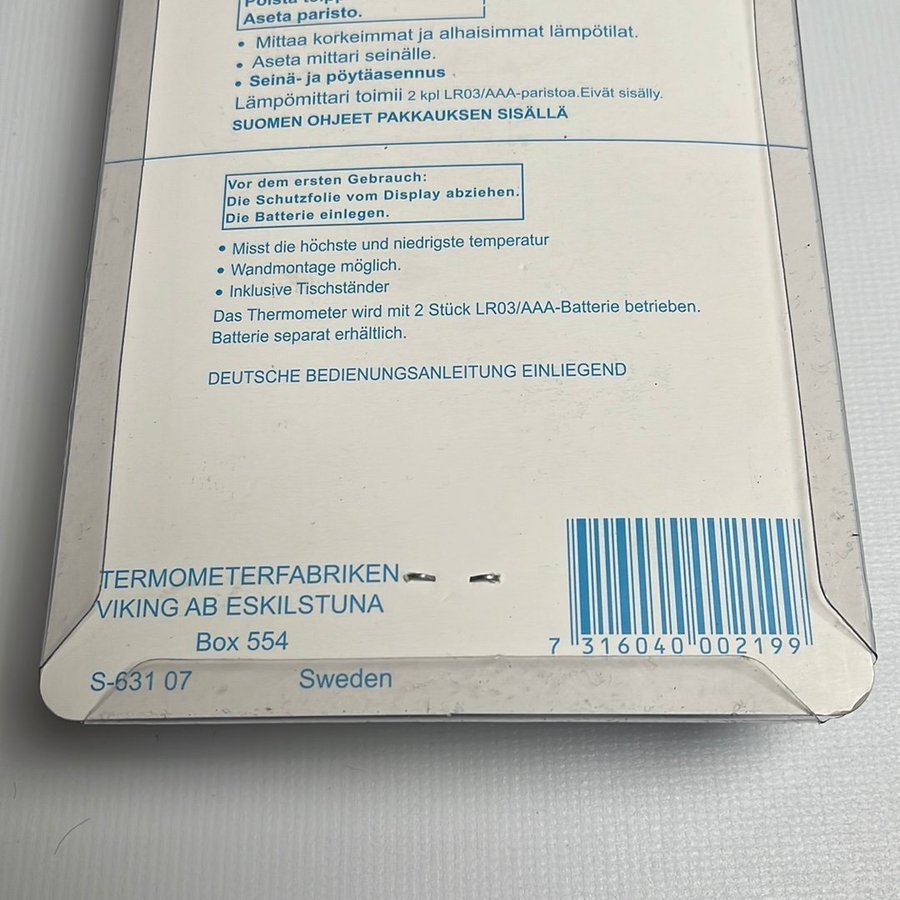 Poista
Aseta paristo.
• Mittaa korkeimmat ja alhaisimmat lämpötilat.
• Aseta mittari seinälle.
• Seinä- ja pöytäasennus
Lämpömittari toimii 2 kpl LR03/AAA-paristoa.Eivät sisälly.
SUOMEN OHJEET PAKKAUKSEN SISÄLLÄ
Vor dem ersten Gebrauch:
Die Schutzfolie vom Display abziehen.
Die Batterie einlegen.
• Misst die höchste und niedrigste temperatur
• Wandmontage möglich.
• Inklusive Tischständer
Das Thermometer wird mit 2 Stück LR03/AAA-Batterie betrieben.
Batterie separat erhältlich.
DEUTSCHE BEDIENUNGSANLEITUNG EINLIEGEND
TERMOMETERFABRIKEN
VIKING AB ESKILSTUNA
Box 554
S-631 07 Sweden
7 316040 002199